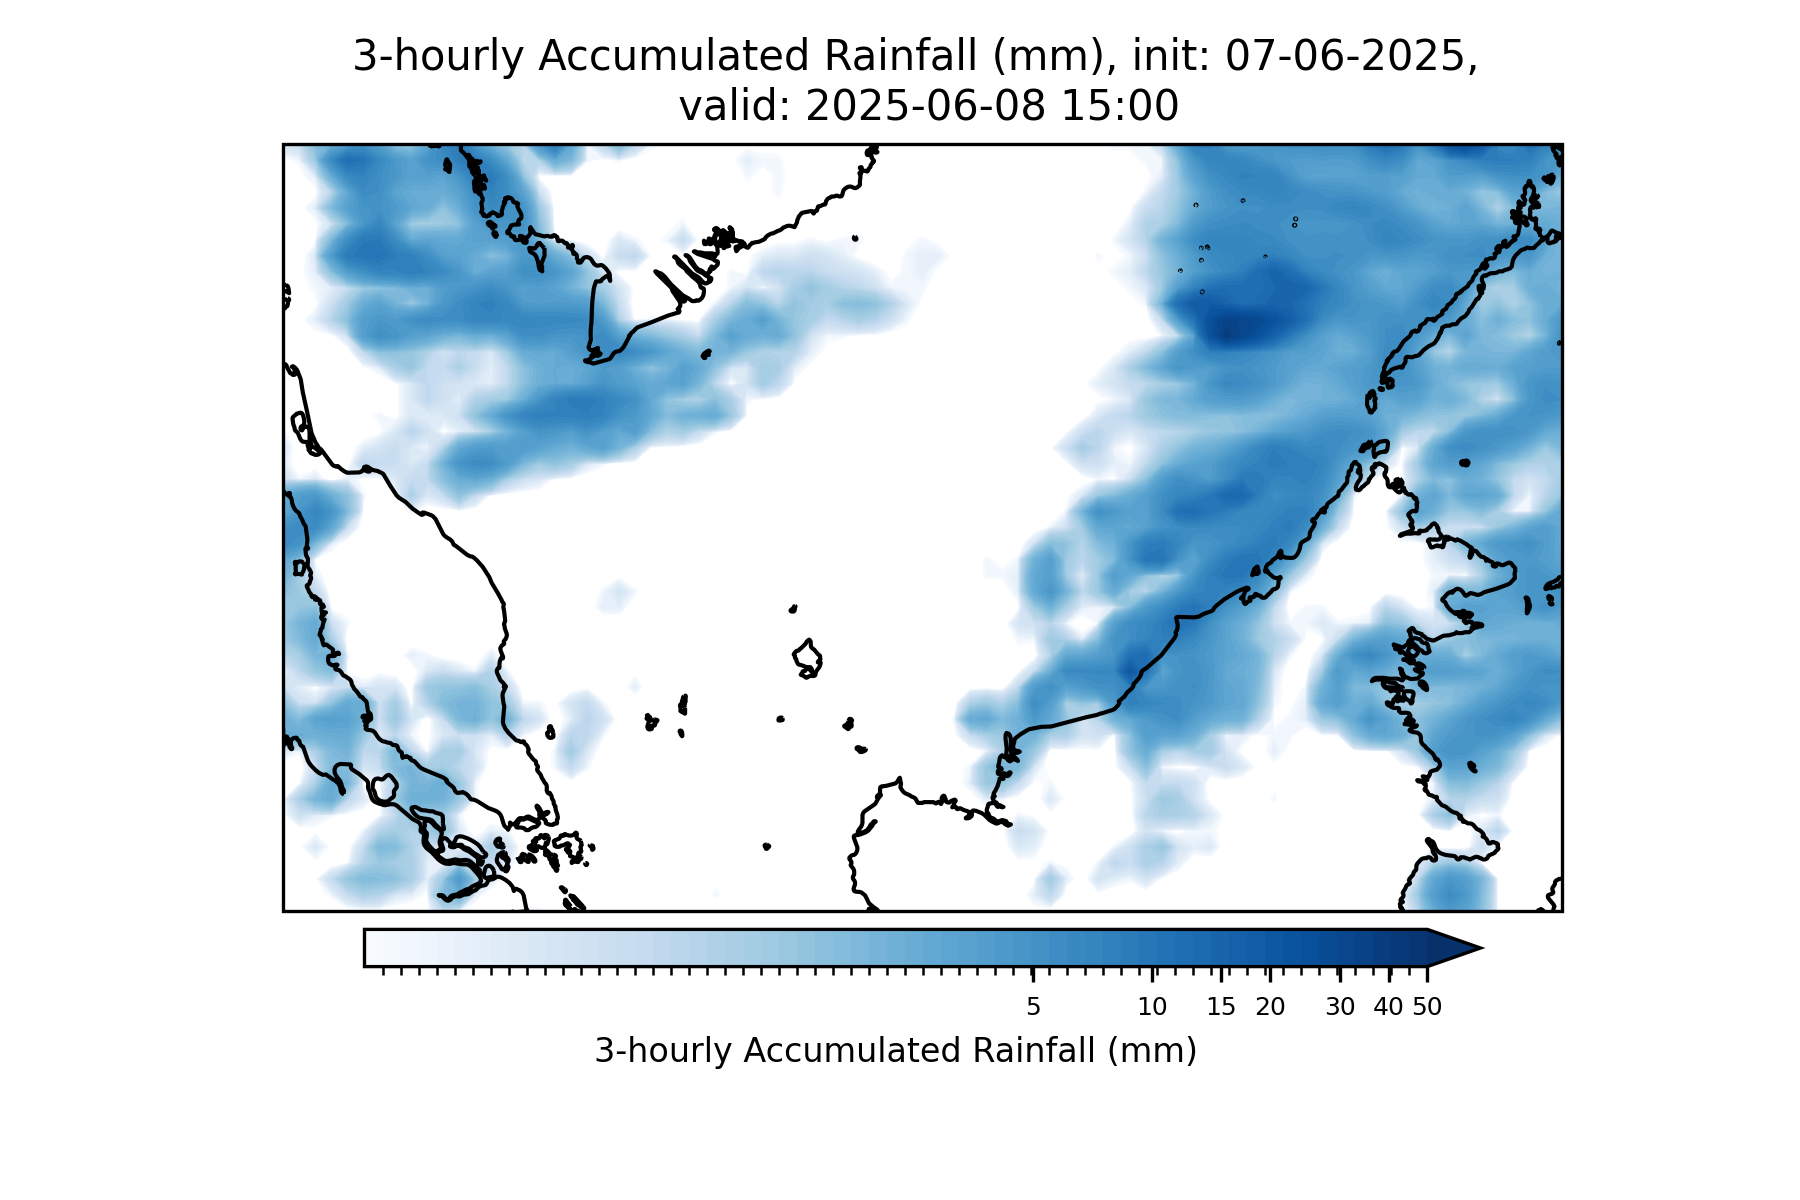 3-hourly Accumulated Rainfall (mm), init: 07-06-2025,
valid: 2025-06-08 15:00
5 10 15 20 30 40 50
3-hourly Accumulated Rainfall (mm)